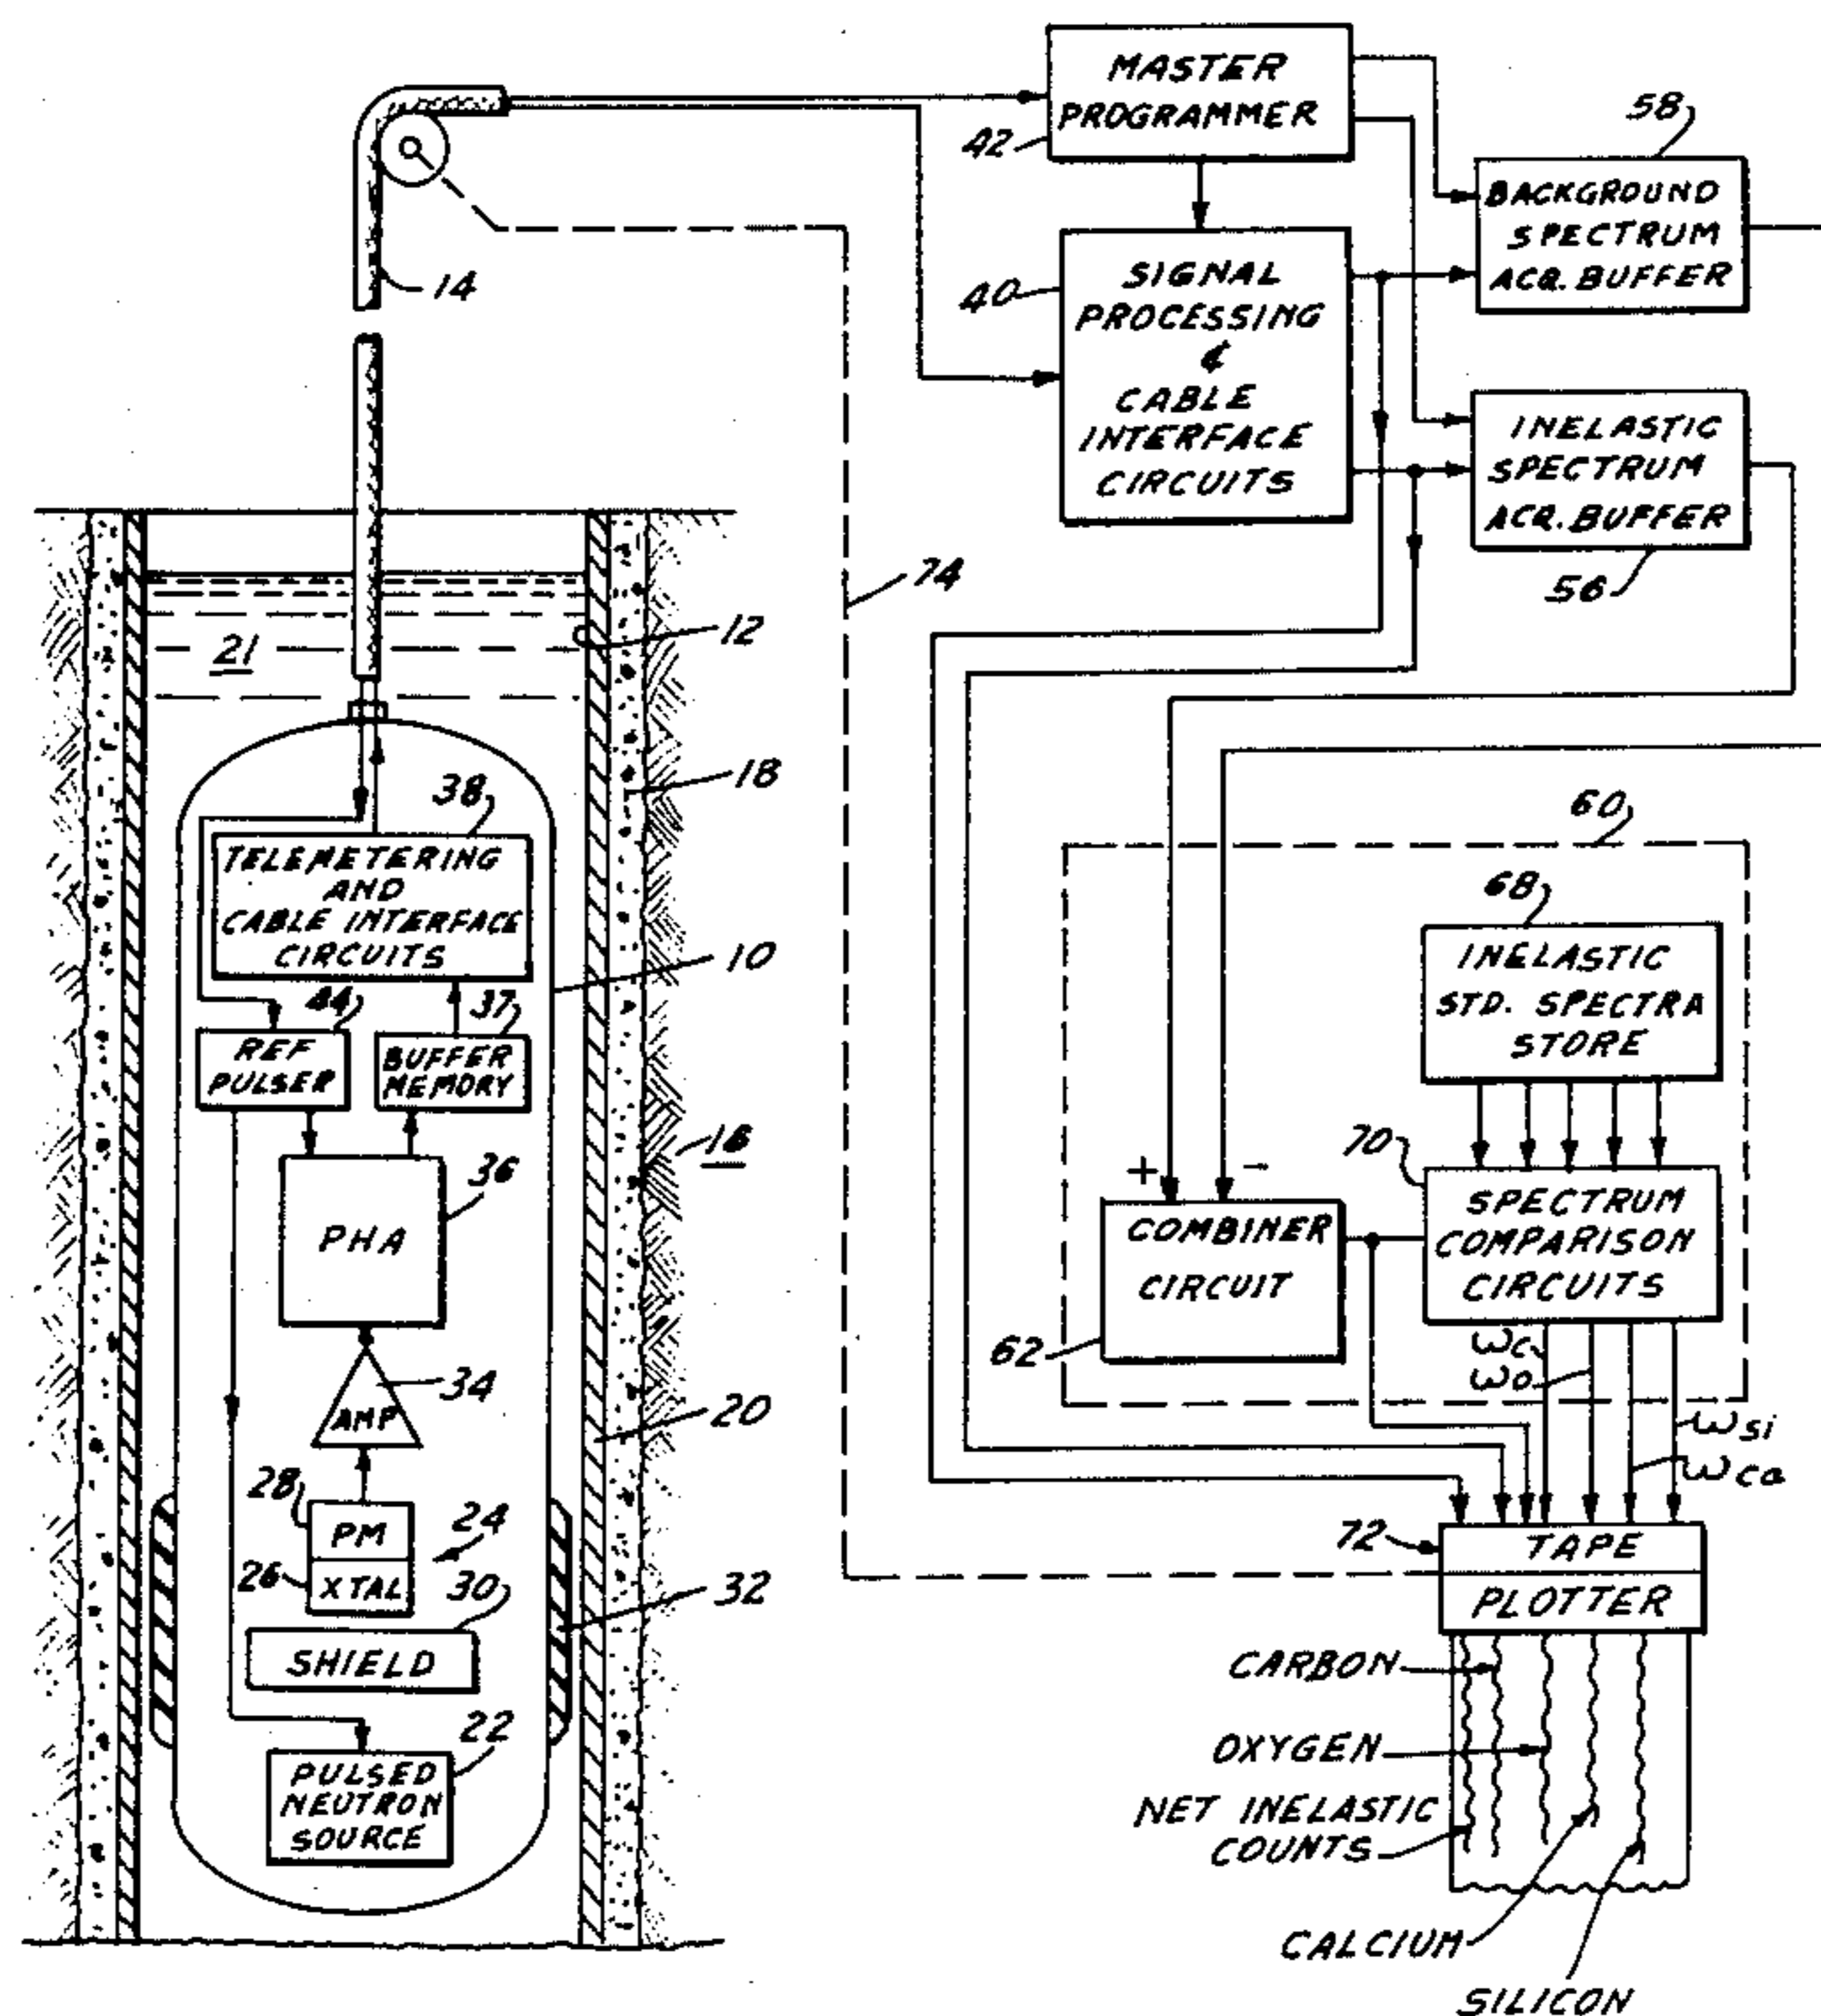 MASTER
PROGRAMMER
42
58
BACKGROUND
SPECTRUM
ACQ. BUFFER
14
40
SIGNAL
PROCESSING
&
CABLE
INTERFACE
CIRCUITS
INELASTIC
SPECTRUM
ACQ. BUFFER
56
74
12
21
18
38
TELEMETERING
AND
CABLE INTERFACE
CIRCUITS
10
44
37
REF
PULSER
BUFFER
MEMORY
16
36
PHA
34
AMP
20
28
PM
24
26
XTAL
30
32
SHIELD
22
PULSED
NEUTRON
SOURCE
60
68
INELASTIC
STD. SPECTRA
STORE
70
+
-
SPECTRUM
COMPARISON
CIRCUITS
COMBINER
CIRCUIT
62
ωc
ωo
ωsi
ωca
72
TAPE
PLOTTER
CARBON
OXYGEN
NET INELASTIC
COUNTS
CALCIUM
SILICON